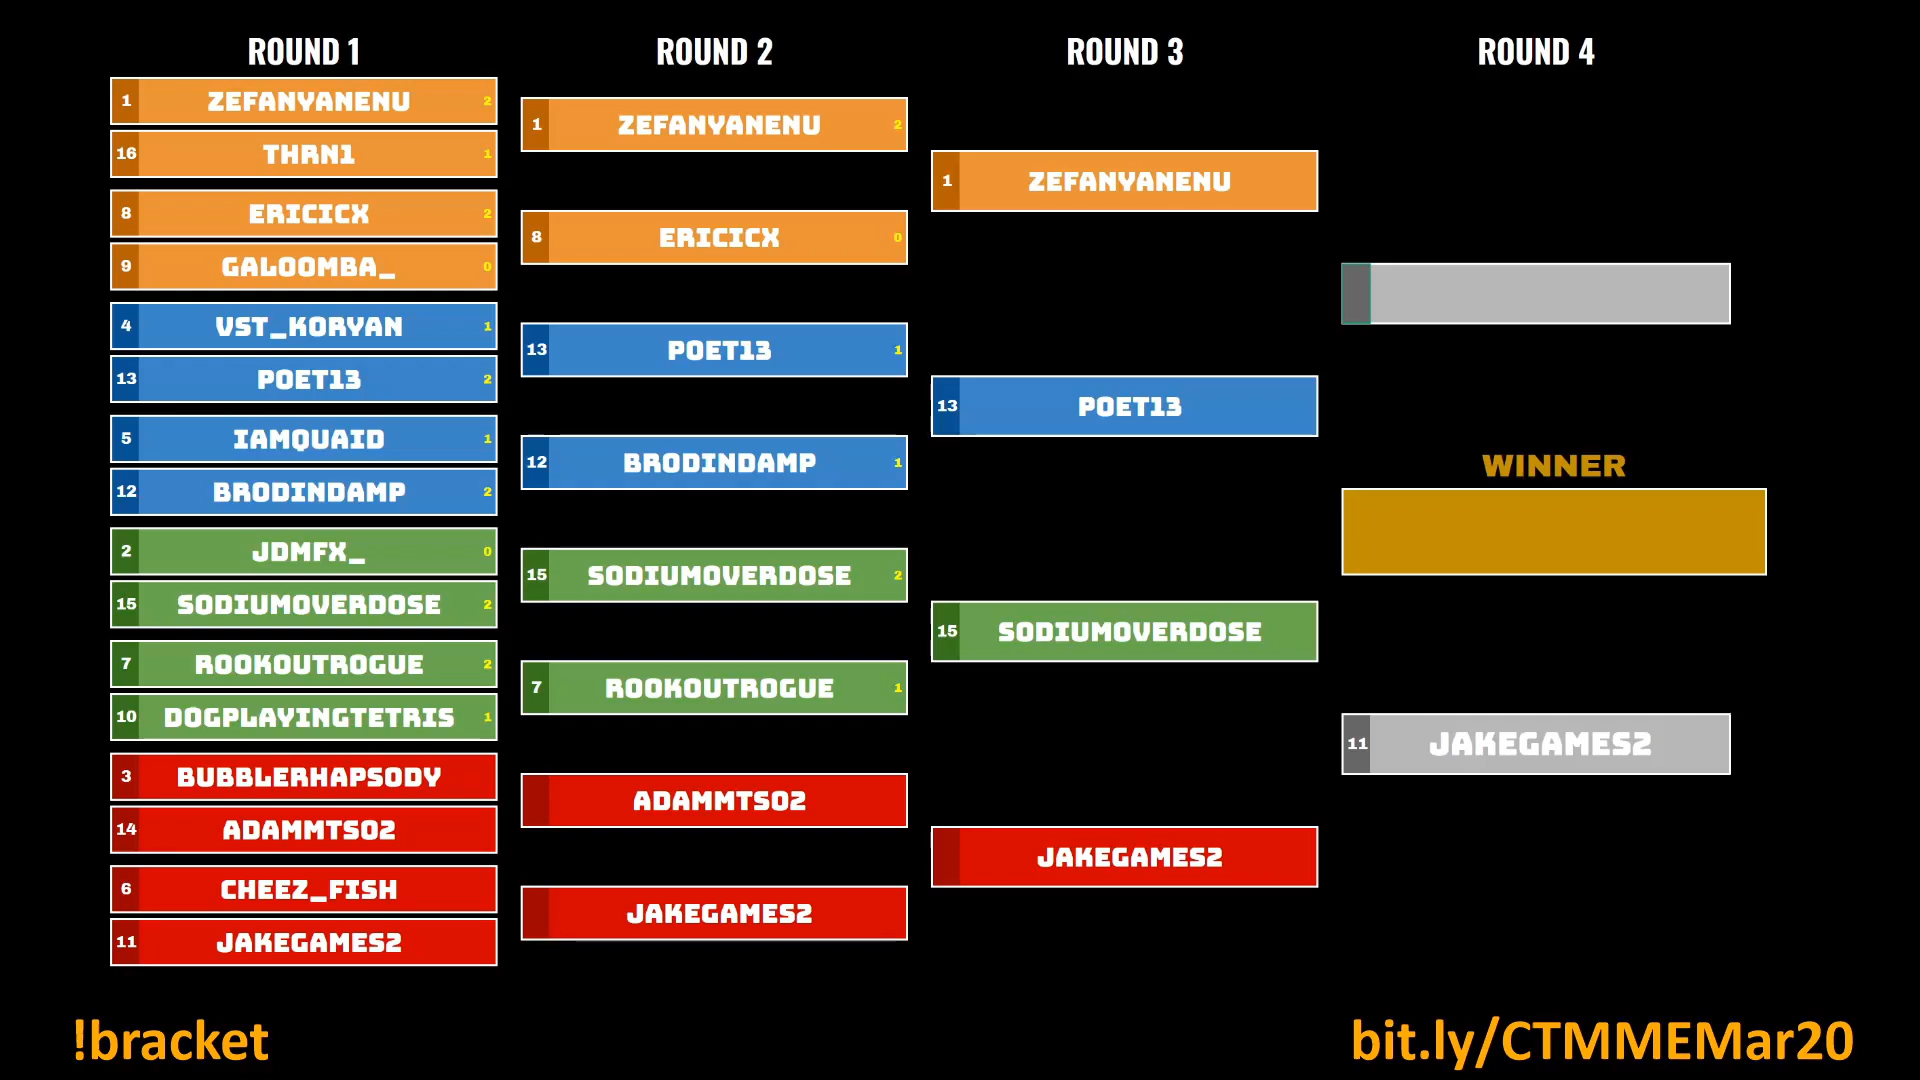 ROUND 1
1 ZEFANYANENU 2
16 THRN1 1
8 ERICICX 2
9 GALOOMBA_ 0
4 VST_KORYAN 1
13 POET13 2
5 IAMQUAID 1
12 BRODINDAMP 2
2 JDMFX_ 0
15 SODIUMOVERDOSE 2
7 ROOKOUTROGUE 2
10 DOGPLAYINGTETRIS 1
3 BUBBLERHAPSODY
14 ADAMMTSO2
6 CHEEZ_FISH
11 JAKEGAMES2
ROUND 2
1 ZEFANYANENU 2
8 ERICICX 0
13 POET13 1
12 BRODINDAMP 1
15 SODIUMOVERDOSE 2
7 ROOKOUTROGUE 1
ADAMMTSO2
JAKEGAMES2
ROUND 3
1 ZEFANYANENU
13 POET13
15 SODIUMOVERDOSE
JAKEGAMES2
ROUND 4
WINNER
11 JAKEGAMES2
!bracket
bit.ly/CTMMEMar20